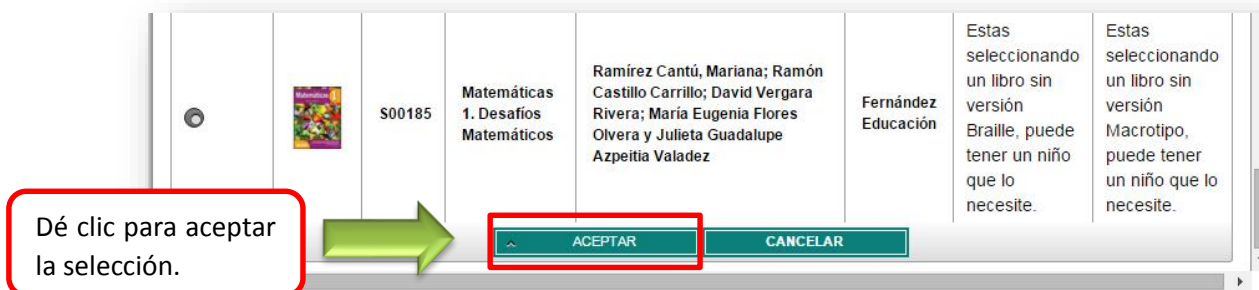 Matemáticas 1
S00185
Matemáticas
1. Desafíos
Matemáticos
Ramírez Cantú, Mariana; Ramón
Castillo Carrillo; David Vergara
Rivera; María Eugenia Flores
Olvera y Julieta Guadalupe
Azpeitia Valadez
Fernández
Educación
Estas
seleccionando
un libro sin
versión
Braille, puede
tener un niño
que lo
necesite.
Estas
seleccionando
un libro sin
versión
Macrotipo,
puede tener
un niño que lo
necesite.
Dé clic para aceptar
la selección.
ACEPTAR
CANCELAR